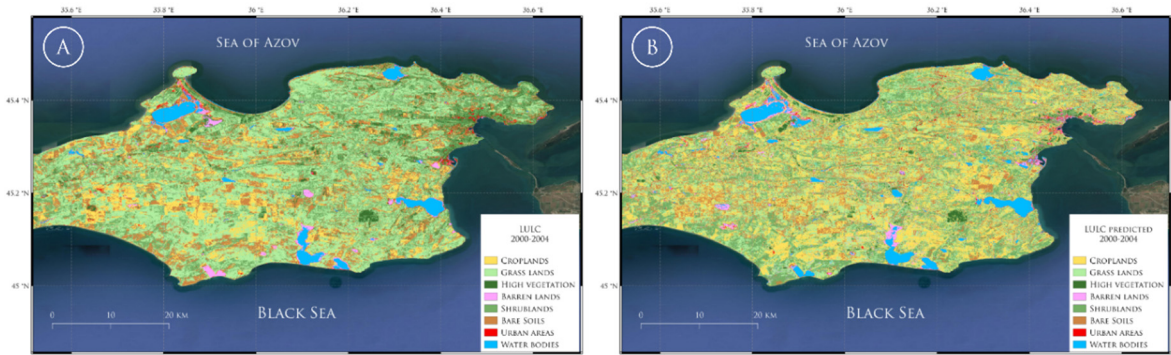 33.6 °E 33.8 °E 36 °E 36.2 °E 36.4 °E 36.6 °E
A
Sea of Azov
45.4 °N
45.2 °N
45 °N
Black Sea
0 10 20 km
LULC
2000-2004
Croplands
Grass lands
High vegetation
Barren lands
Shrublands
Bare Soils
Urban areas
Water bodies
33.6 °E 33.8 °E 36 °E 36.2 °E 36.4 °E 36.6 °E
B
Sea of Azov
45.4 °N
45.2 °N
45 °N
Black Sea
0 10 20 km
LULC predicted
2000-2004
Croplands
Grass lands
High vegetation
Barren lands
Shrublands
Bare Soils
Urban areas
Water bodies